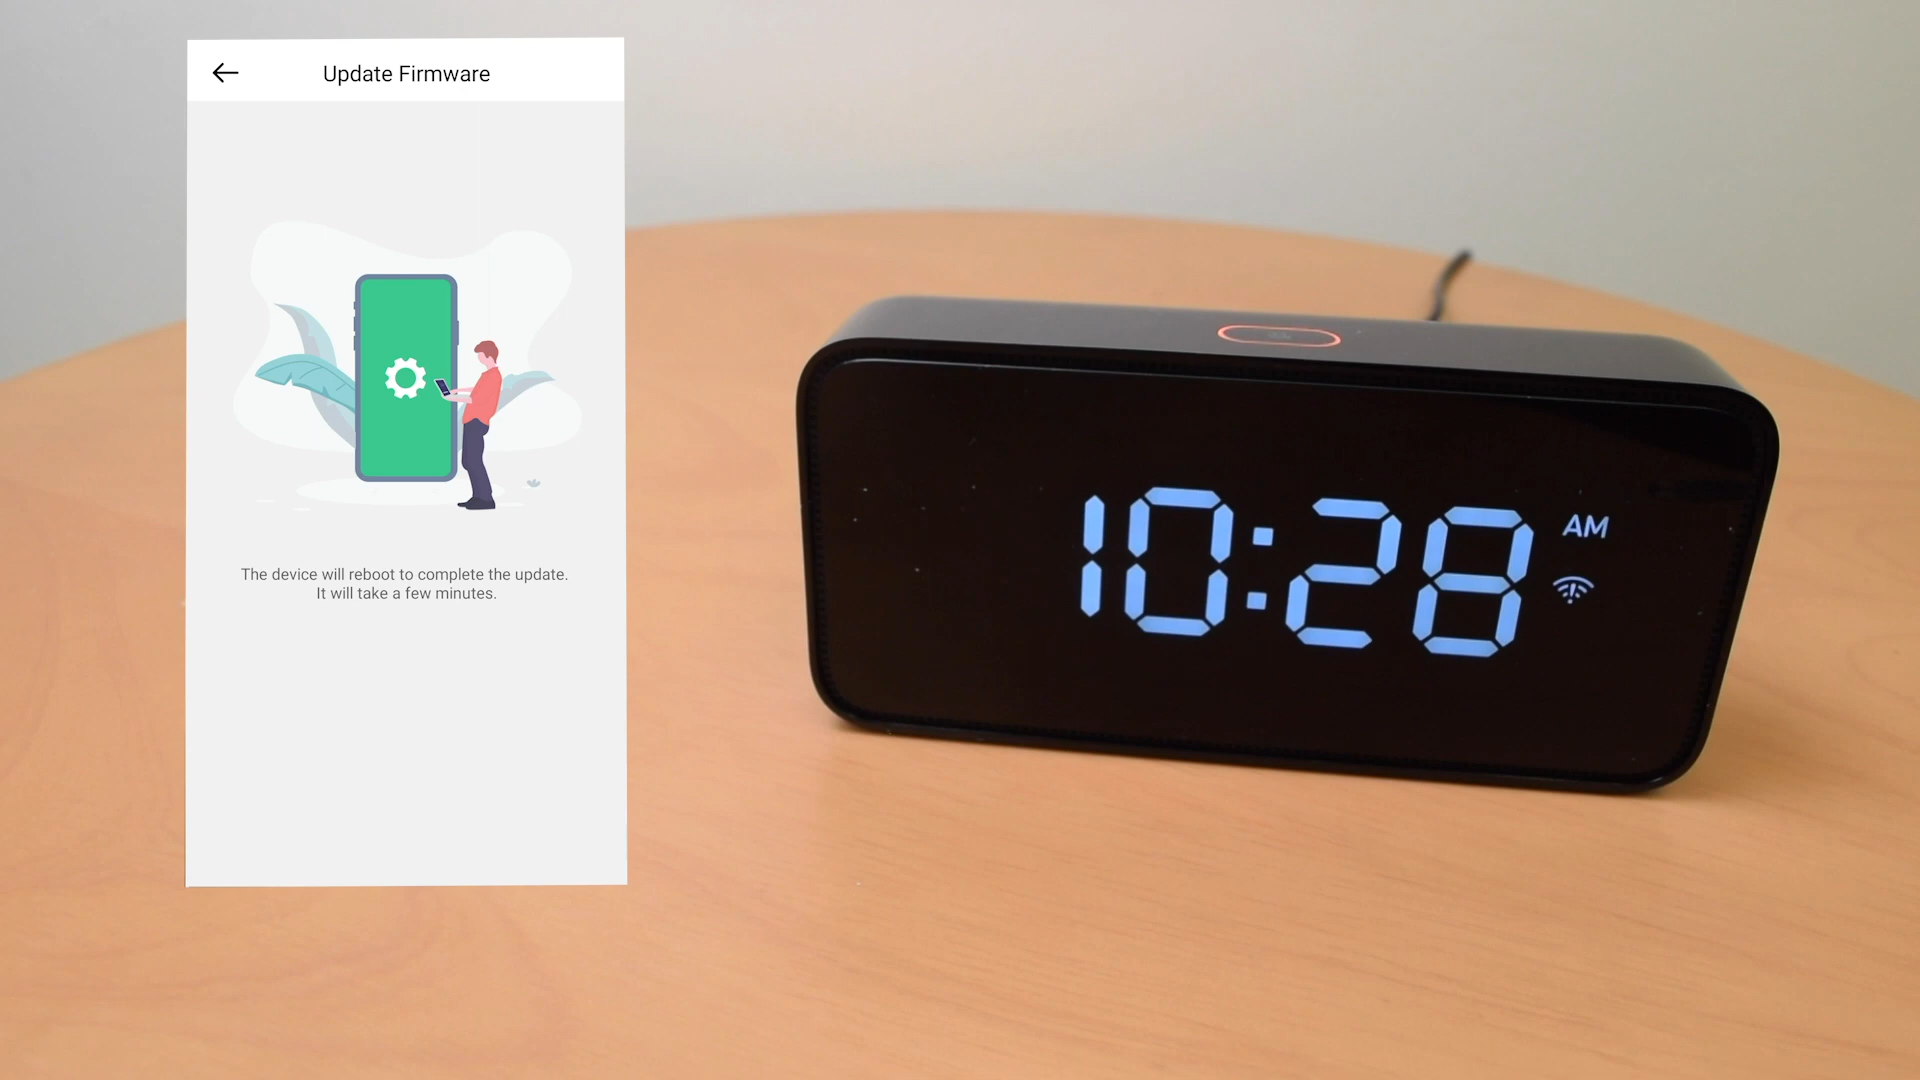 Update Firmware
The device will reboot to complete the update.
It will take a few minutes.
10:28
AM